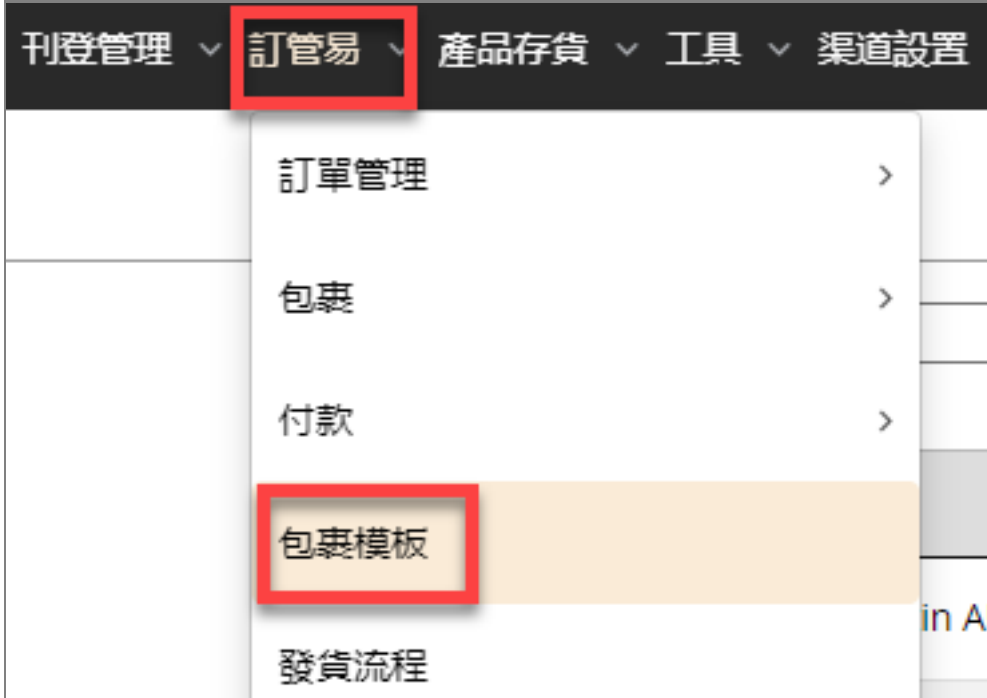 刊登管理 訂管易 產品存貨 工具 渠道設置
訂單管理
包裹
付款
包裹模板
in A
發貨流程